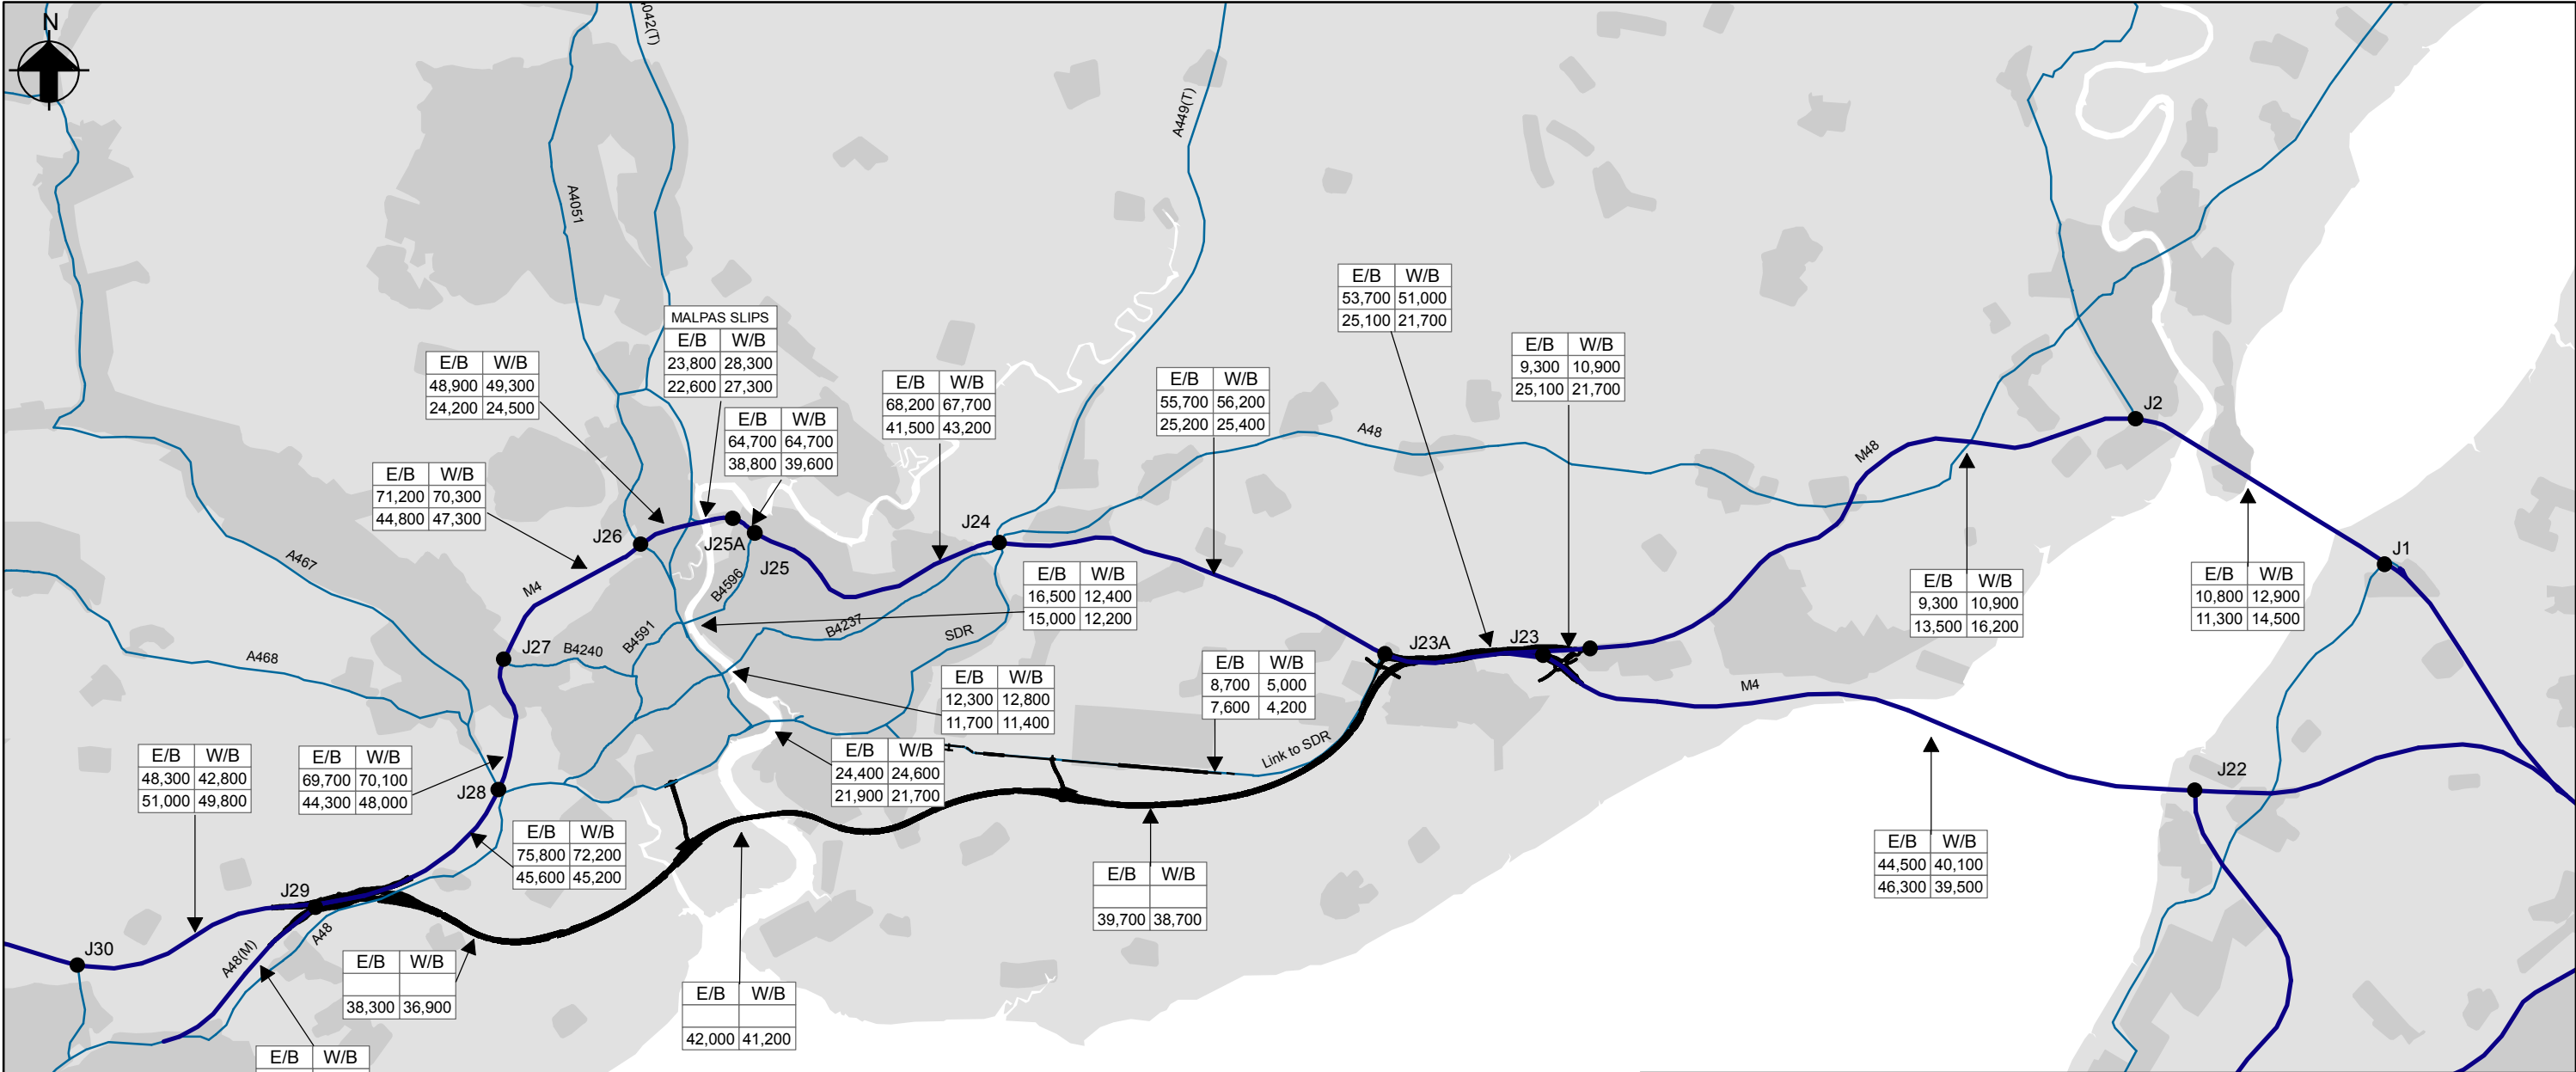 N
042(T)
A449(T)
A4051
E/B W/B
53,700 51,000
25,100 21,700
MALPAS SLIPS
E/B W/B
23,800 28,300
22,600 27,300
E/B W/B
9,300 10,900
25,100 21,700
E/B W/B
48,900 49,300
24,200 24,500
E/B W/B
68,200 67,700
41,500 43,200
E/B W/B
55,700 56,200
25,200 25,400
E/B W/B
64,700 64,700
38,800 39,600
J2
A48
M48
E/B W/B
71,200 70,300
44,800 47,300
J26
J25A
J25
J24
J1
A467
M4
B4596
E/B W/B
16,500 12,400
15,000 12,200
E/B W/B
9,300 10,900
13,500 16,200
E/B W/B
10,800 12,900
11,300 14,500
B4591
B4237
SDR
J27
B4240
A468
J23A
J23
E/B W/B
12,300 12,800
11,700 11,400
E/B W/B
8,700 5,000
7,600 4,200
M4
Link to SDR
E/B W/B
48,300 42,800
51,000 49,800
E/B W/B
69,700 70,100
44,300 48,000
E/B W/B
24,400 24,600
21,900 21,700
J28
J22
E/B W/B
75,800 72,200
45,600 45,200
E/B W/B
44,500 40,100
46,300 39,500
E/B W/B
39,700 38,700
J29
J30
A48(M)
A48
E/B W/B
38,300 36,900
E/B W/B
42,000 41,200
E/B W/B